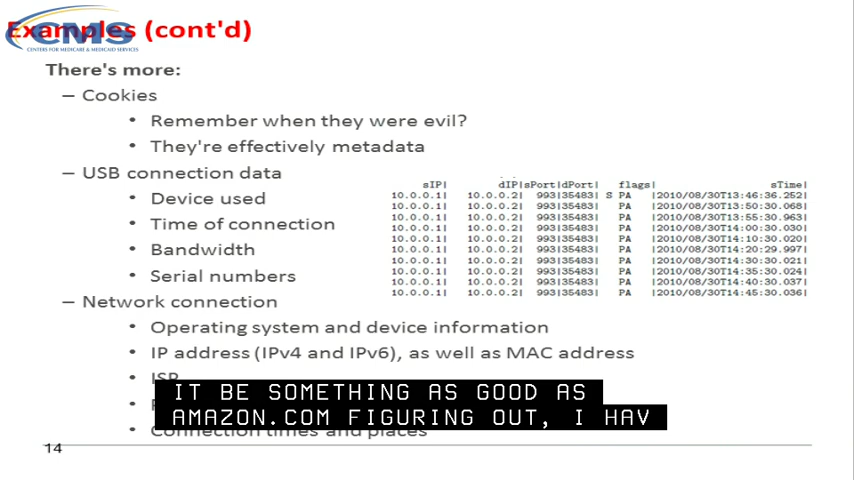 Examples (cont'd)
CMS
CENTERS FOR MEDICARE & MEDICAID SERVICES
There's more:
– Cookies
• Remember when they were evil?
• They're effectively metadata
– USB connection data
• Device used
• Time of connection
• Bandwidth
• Serial numbers
– Network connection
• Operating system and device information
• IP address (IPv4 and IPv6), as well as MAC address
• ISP
• Connection times and places
sIP| dIP|sPort|dPort| flags| sTime|
10.0.0.1| 10.0.0.2| 993|35483| S PA |2010/08/30T13:46:36.252|
10.0.0.1| 10.0.0.2| 993|35483| PA |2010/08/30T13:50:30.068|
10.0.0.1| 10.0.0.2| 993|35483| PA |2010/08/30T13:55:30.963|
10.0.0.1| 10.0.0.2| 993|35483| PA |2010/08/30T14:00:30.030|
10.0.0.1| 10.0.0.2| 993|35483| PA |2010/08/30T14:10:30.020|
10.0.0.1| 10.0.0.2| 993|35483| PA |2010/08/30T14:20:29.997|
10.0.0.1| 10.0.0.2| 993|35483| PA |2010/08/30T14:30:30.021|
10.0.0.1| 10.0.0.2| 993|35483| PA |2010/08/30T14:35:30.024|
10.0.0.1| 10.0.0.2| 993|35483| PA |2010/08/30T14:40:30.037|
10.0.0.1| 10.0.0.2| 993|35483| PA |2010/08/30T14:45:30.036|
IT BE SOMETHING AS GOOD AS
AMAZON.COM FIGURING OUT, I HAV
14